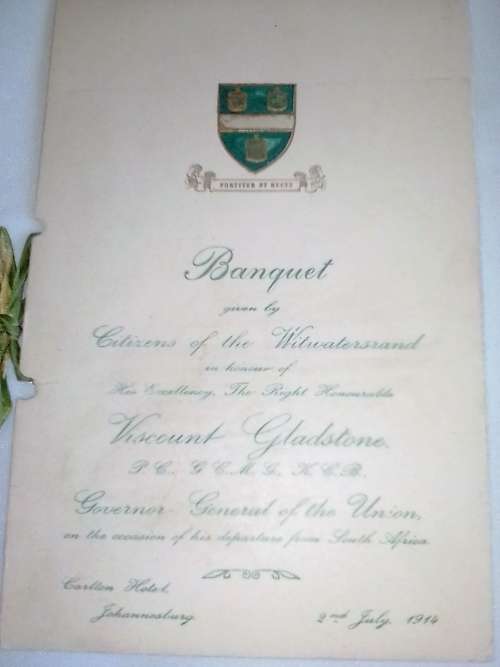 FORTITER ET RECTE
Banquet
given by
Citizens of the Witwatersrand
in honour of
His Excellency, The Right Honourable
Viscount Gladstone.
P.C., G.C.M.G., K.C.B.
Governor-General of the Union,
on the occasion of his departure from South Africa.
Carlton Hotel,
Johannesburg
2nd July, 1914